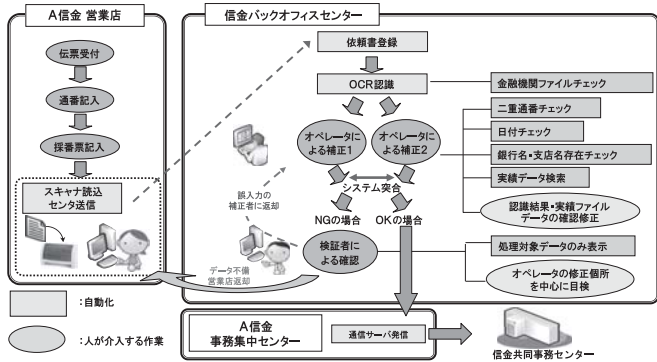 A信金 営業店
伝票受付
通番記入
採番票記入
スキャナ読込
センタ送信
信金バックオフィスセンター
依頼書登録
OCR認識
オペレータに
よる補正1
オペレータに
よる補正2
システム突合
誤入力の
補正者に返却
NGの場合
OKの場合
検証者に
よる確認
データ不備
営業店返却
金融機関ファイルチェック
二重通番チェック
日付チェック
銀行名・支店名存在チェック
実績データ検索
認識結果・実績ファイル
データの確認修正
処理対象データのみ表示
オペレータの修正個所
を中心に目検
:自動化
:人が介入する作業
A信金
事務集中センター
通信サーバ発信
信金共同事務センター